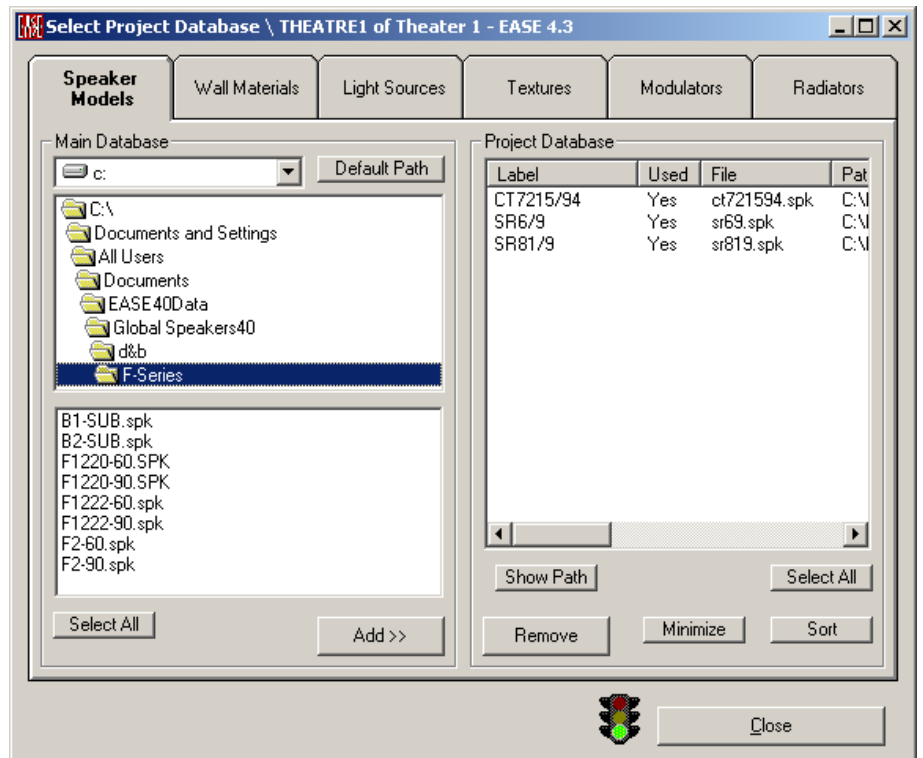 Select Project Database \ THEATRE1 of Theater 1 - EASE 4.3
Speaker Models
Wall Materials
Light Sources
Textures
Modulators
Radiators
Main Database
c:
Default Path
C:\
Documents and Settings
All Users
Documents
EASE40Data
Global Speakers40
d&b
F-Series
B1-SUB.spk
B2-SUB.spk
F1220-60.SPK
F1220-90.SPK
F1222-60.spk
F1222-90.spk
F2-60.spk
F2-90.spk
Select All
Add >>
Project Database
Label Used File Pat
CT7215/94 Yes ct721594.spk C:\
SR6/9 Yes sr69.spk C:\
SR81/9 Yes sr819.spk C:\
Show Path
Select All
Remove
Minimize
Sort
Close